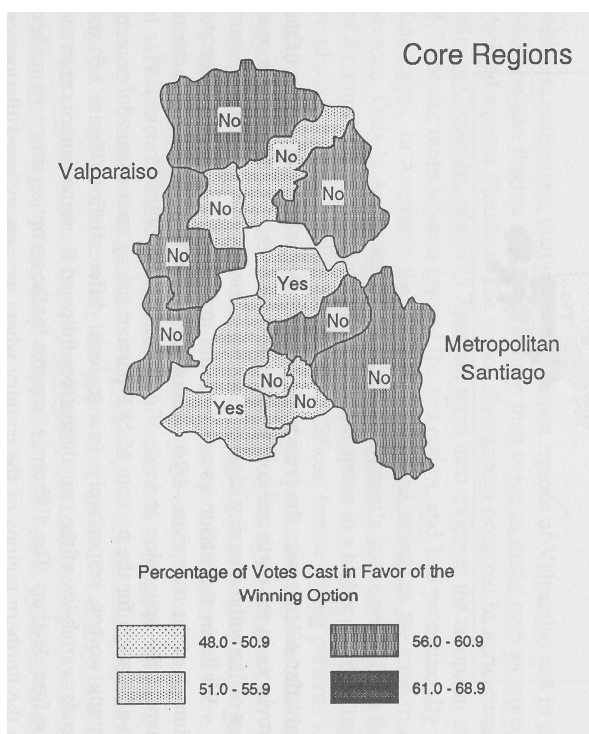 Core Regions
No
No
Valparaiso
No
No
No
Yes
No
No
Metropolitan
Santiago
No
No
Yes
No
Percentage of Votes Cast in Favor of the
Winning Option
48.0 - 50.9
56.0 - 60.9
51.0 - 55.9
61.0 - 68.9